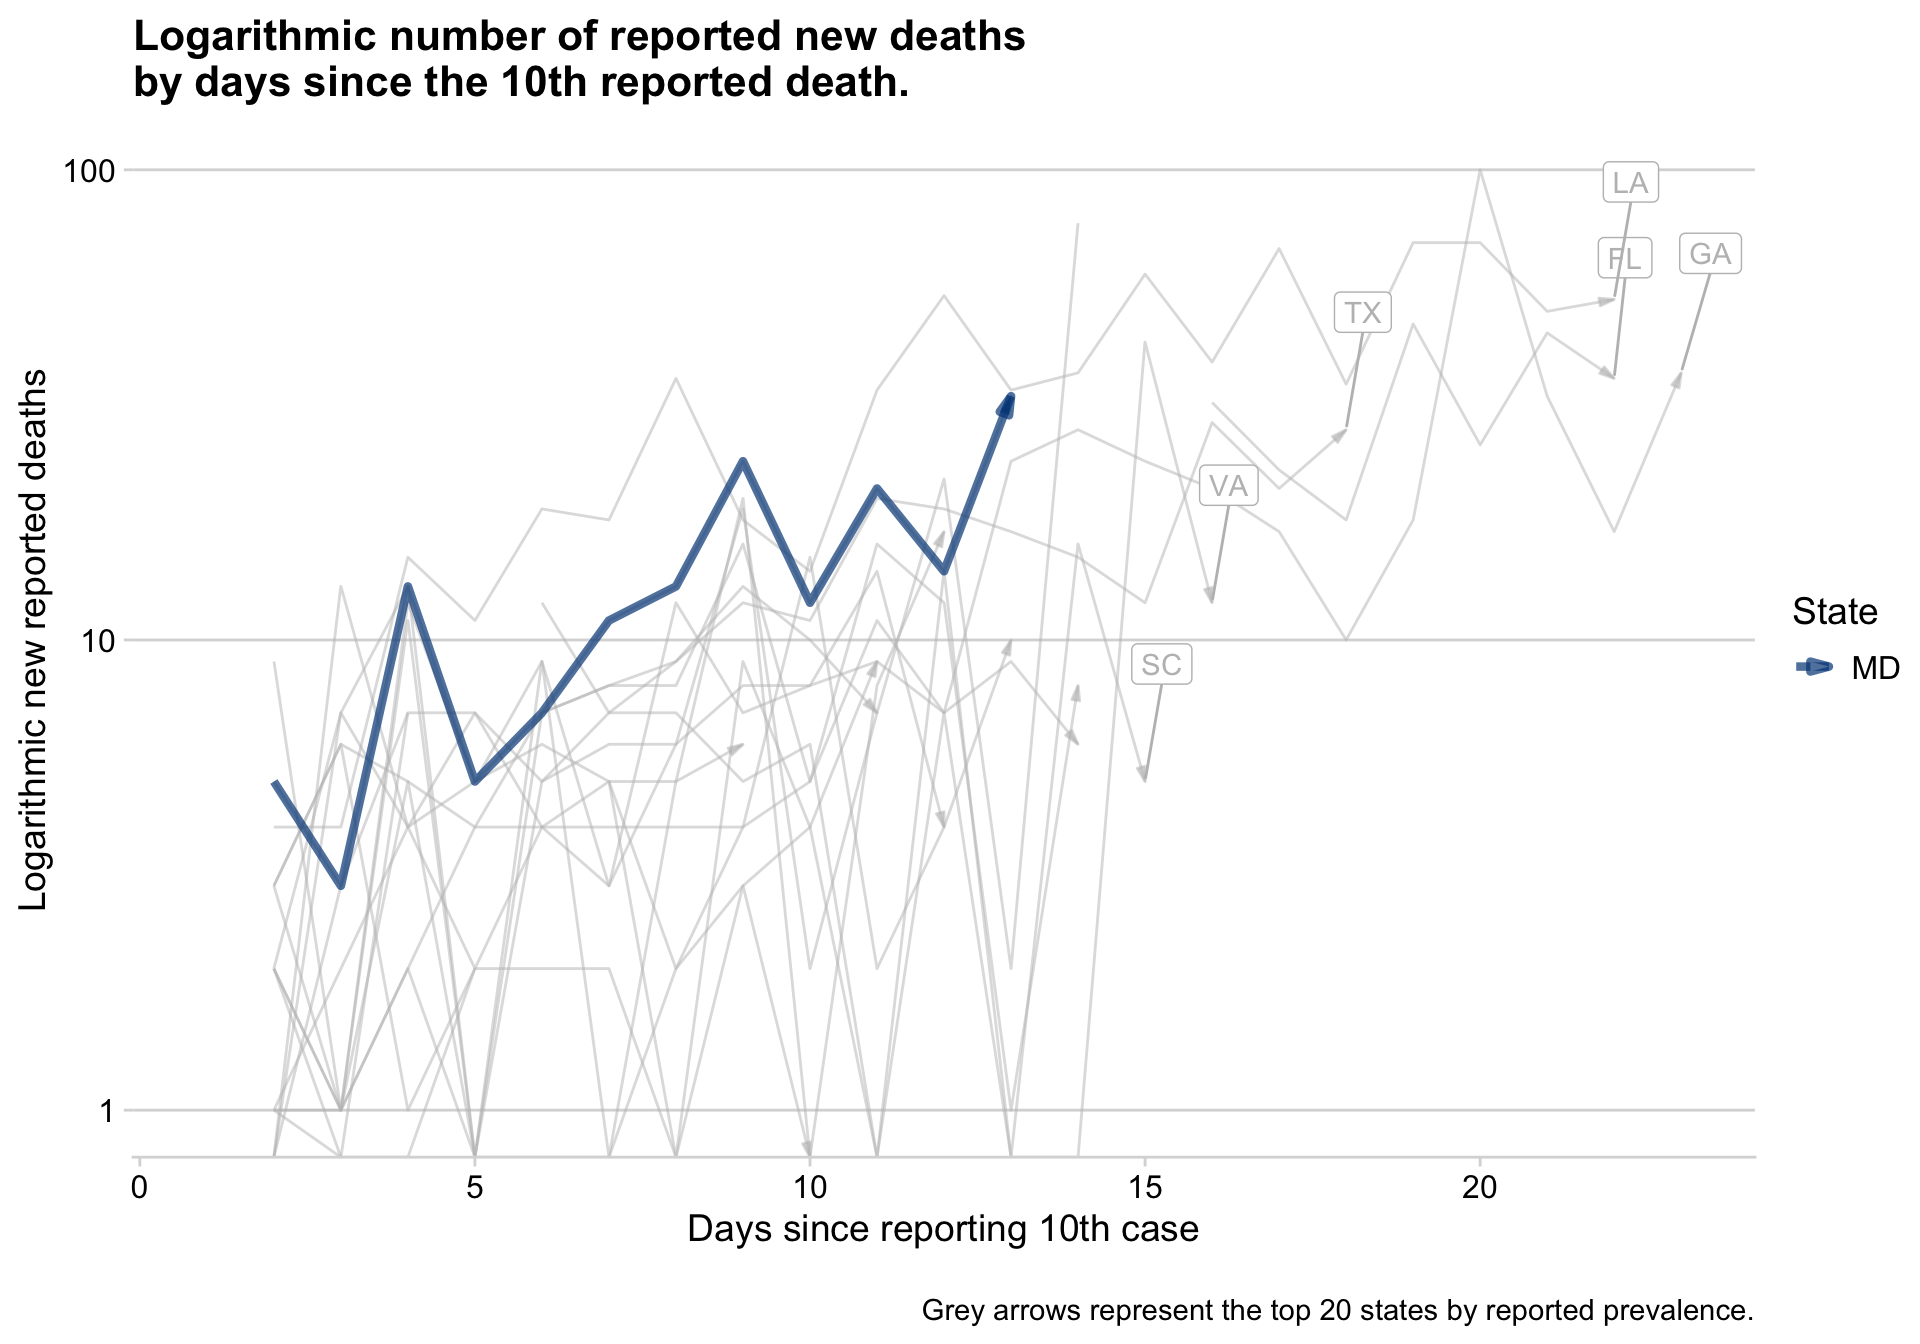 Logarithmic number of reported new deaths
by days since the 10th reported death.
Logarithmic new reported deaths
100
10
1
LA
FL
GA
TX
VA
SC
State
MD
0
5
10
15
20
Days since reporting 10th case
Grey arrows represent the top 20 states by reported prevalence.